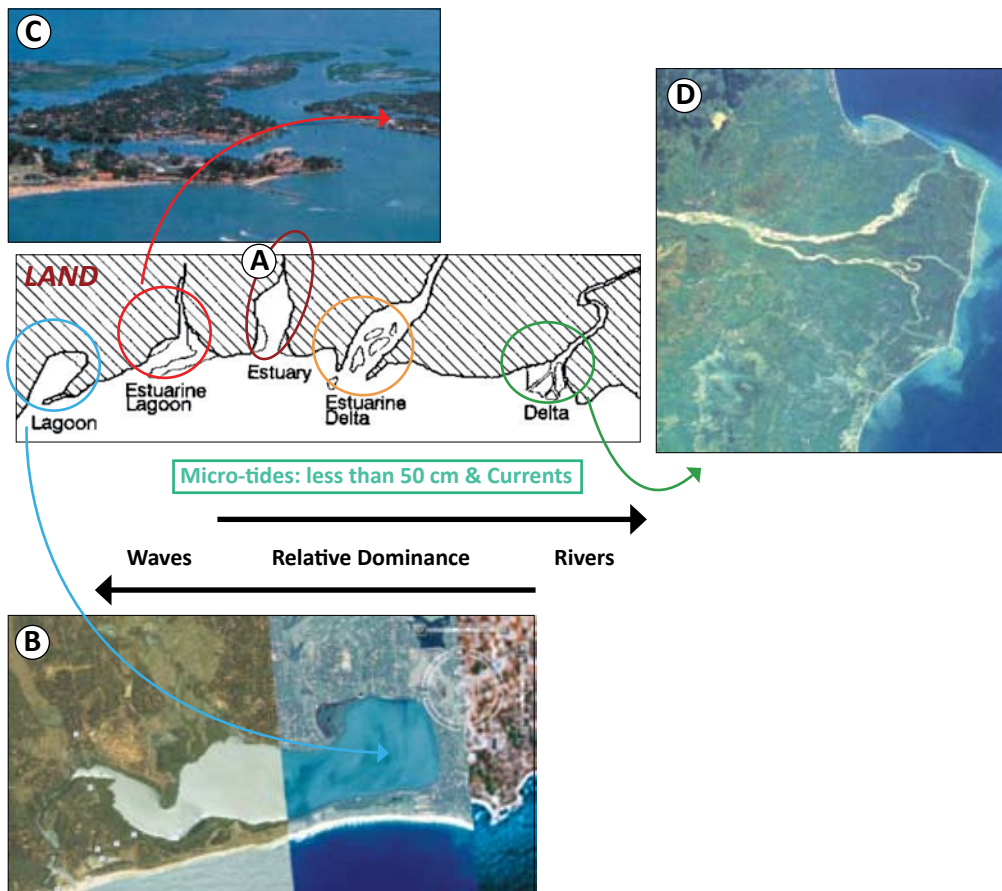 C
D
A
LAND
Estuarine
Lagoon
Estuary
Estuarine
Delta
Lagoon
Delta
Micro-tides: less than 50 cm & Currents
Waves
Relative Dominance
Rivers
B